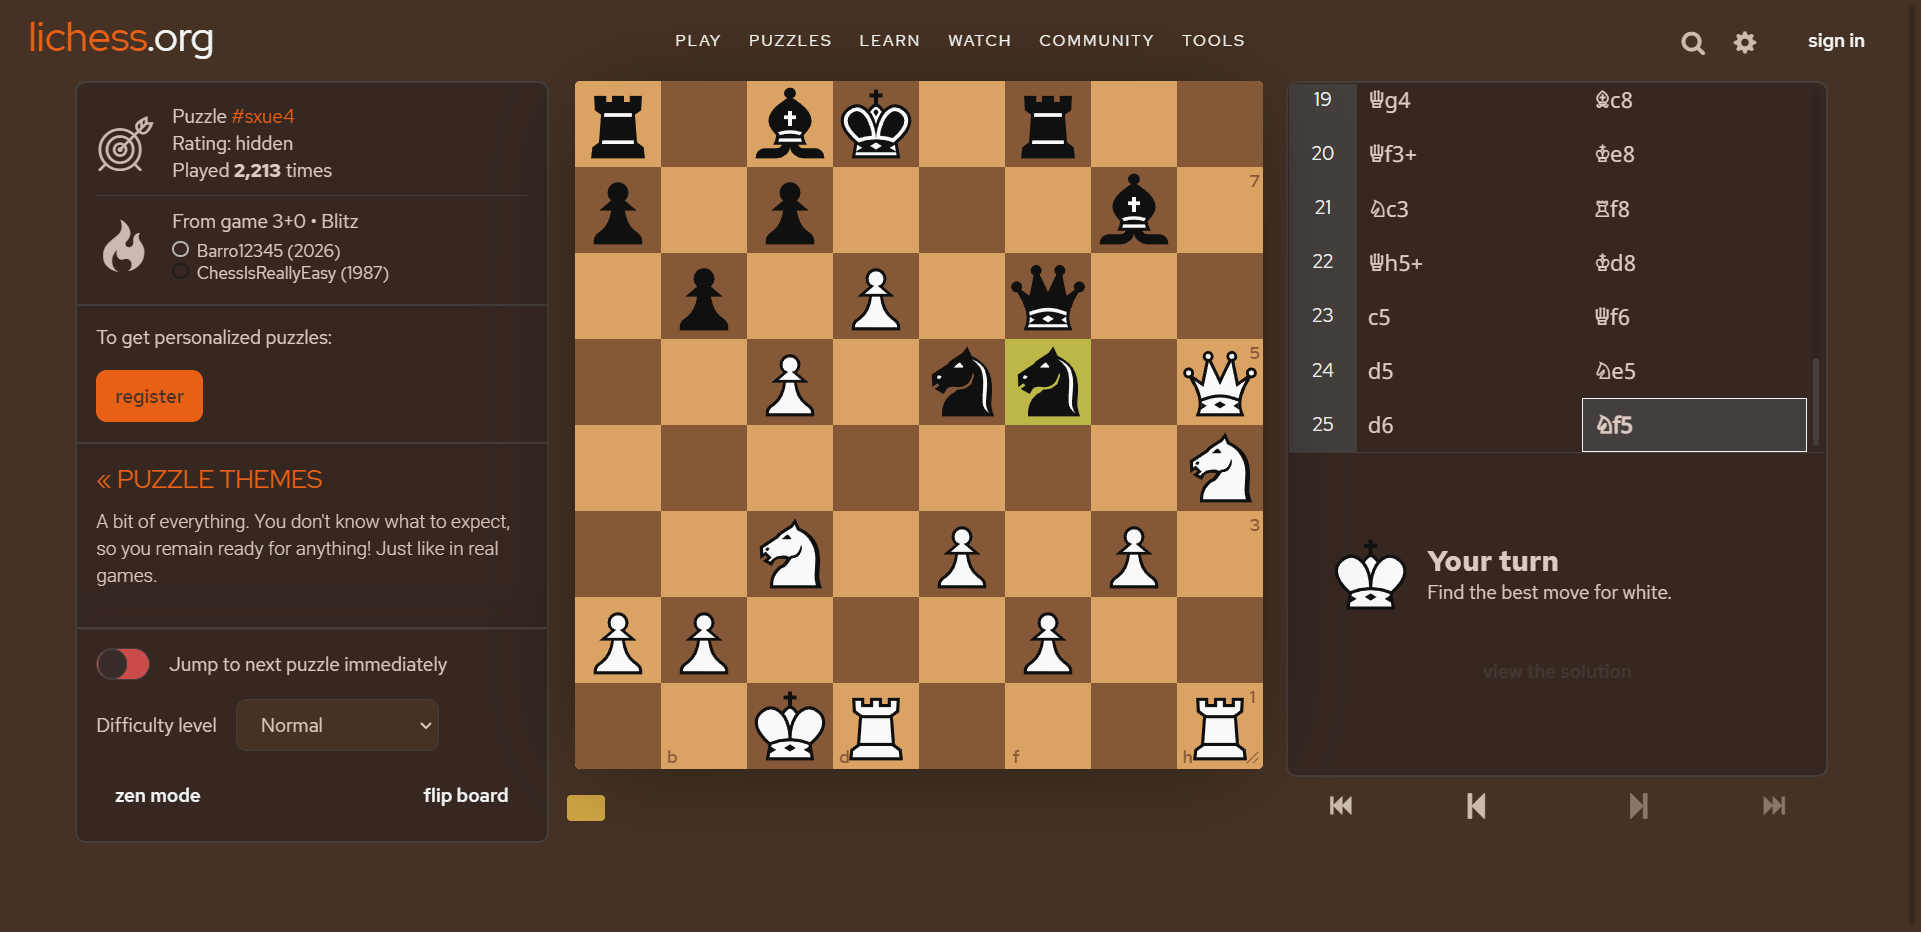 lichess.org
PLAY PUZZLES LEARN WATCH COMMUNITY TOOLS
sign in
Puzzle #sxue4
Rating: hidden
Played 2,213 times
From game 3+0 • Blitz
Barro12345 (2026)
ChessIsReallyEasy (1987)
To get personalized puzzles:
register
« PUZZLE THEMES
A bit of everything. You don't know what to expect,
so you remain ready for anything! Just like in real
games.
Jump to next puzzle immediately
Difficulty level Normal
zen mode flip board
7
5
3
1
b d f h
19 ♕g4 ♗c8
20 ♕f3+ ♔e8
21 ♘c3 ♖f8
22 ♕h5+ ♔d8
23 c5 ♕f6
24 d5 ♘e5
25 d6 ♘f5
Your turn
Find the best move for white.
view the solution